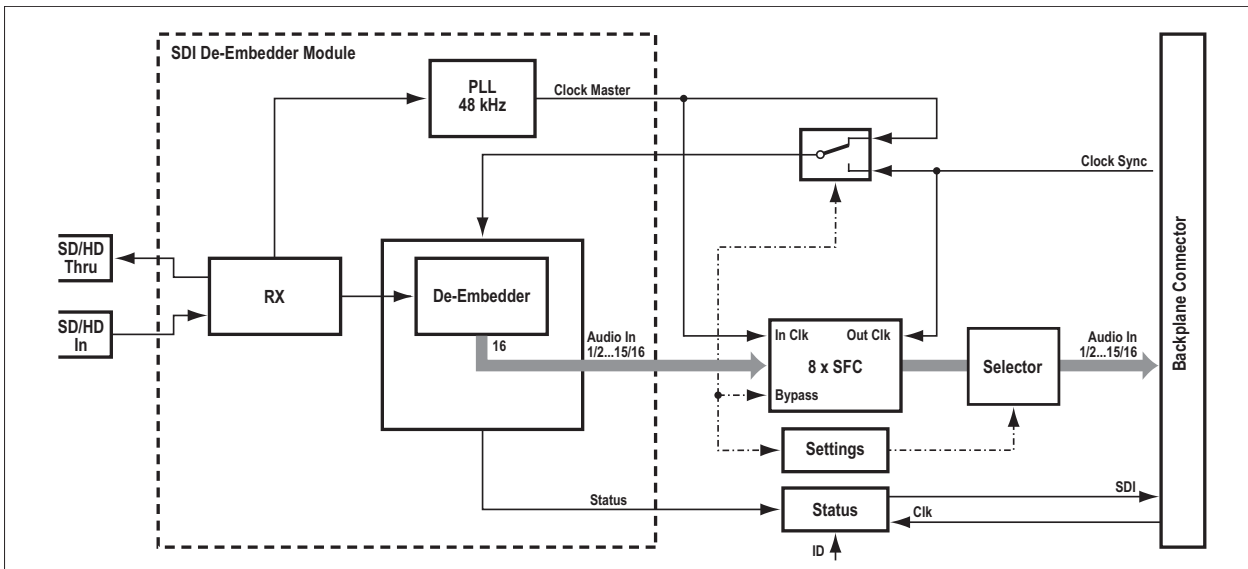 SDI De-Embedder Module
PLL
48 kHz
Clock Master
Clock Sync
SD/HD
Thru
SD/HD
In
RX
De-Embedder
16
Audio In
1/2...15/16
In Clk
Out Clk
8 x SFC
Bypass
Selector
Audio In
1/2...15/16
Backplane Connector
Settings
Status
Status
SDI
Clk
ID